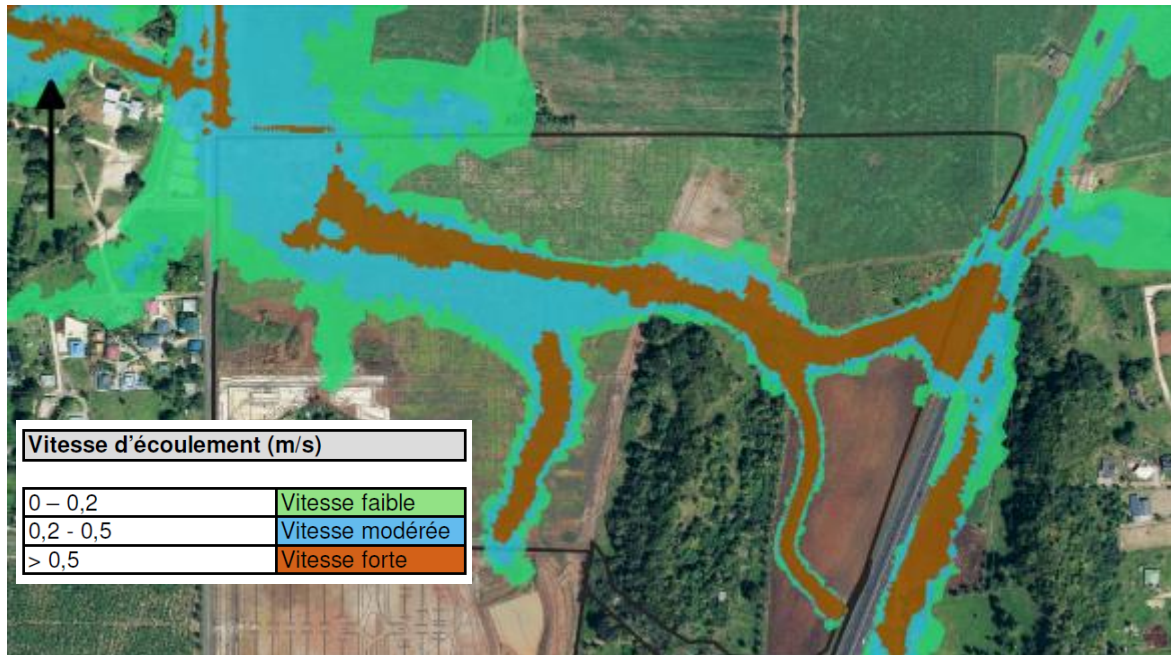 Vitesse d'écoulement (m/s)
0 – 0,2 Vitesse faible
0,2 - 0,5 Vitesse modérée
> 0,5 Vitesse forte